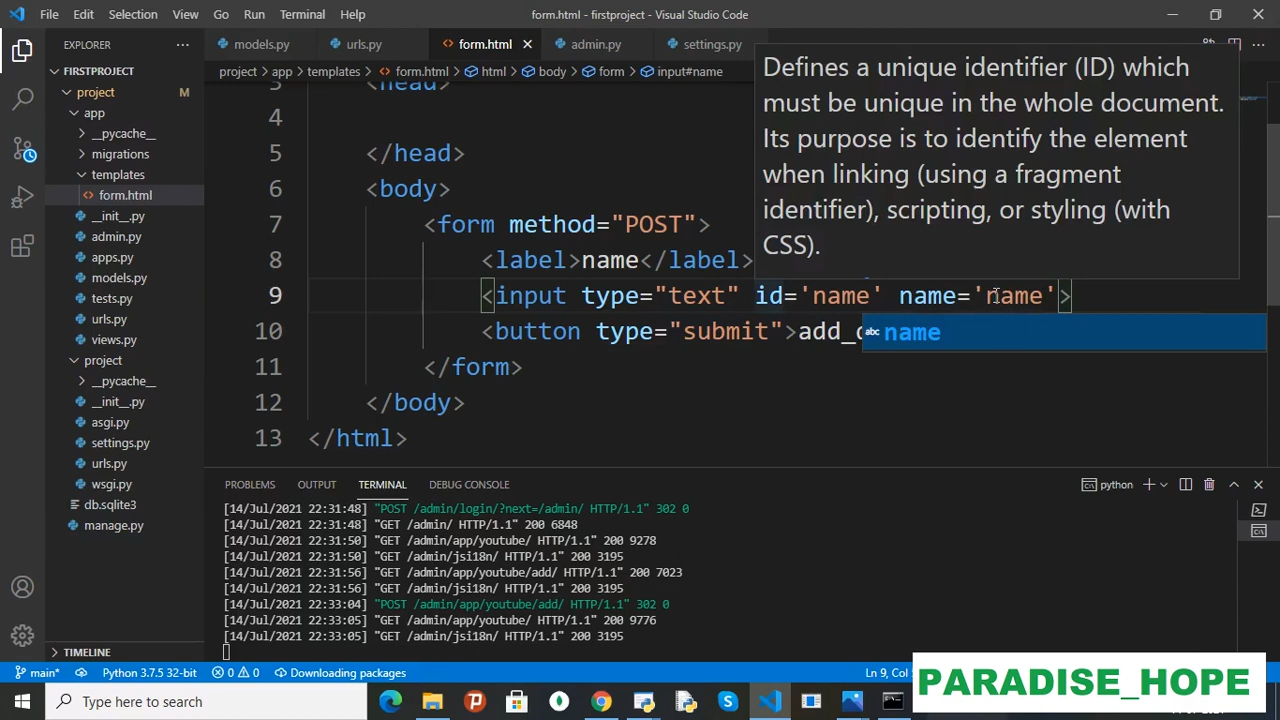 File Edit Selection View Go Run Terminal Help form.html - firstproject - Visual Studio Code
EXPLORER
models.py urls.py form.html admin.py settings.py
FIRSTPROJECT
project > app > templates > form.html > html > body > form > input#name
project M
app
__pycache__
migrations
templates
form.html
__init__.py
admin.py
apps.py
models.py
tests.py
urls.py
views.py
project
__pycache__
__init__.py
asgi.py
settings.py
urls.py
wsgi.py
db.sqlite3
manage.py
TIMELINE
3 <head>
4
5 </head>
6 <body>
7 <form method="POST">
8 <label>name</label>
9 <input type="text" id='name' name='name'>
10 <button type="submit">
11 </form>
12 </body>
13 </html>
Defines a unique identifier (ID) which
must be unique in the whole document.
Its purpose is to identify the element
when linking (using a fragment
identifier), scripting, or styling (with
CSS).
abc name
PROBLEMS OUTPUT TERMINAL DEBUG CONSOLE python
[14/Jul/2021 22:31:48] "POST /admin/login/?next=/admin/ HTTP/1.1" 302 0
[14/Jul/2021 22:31:48] "GET /admin/ HTTP/1.1" 200 6848
[14/Jul/2021 22:31:50] "GET /admin/app/youtube/ HTTP/1.1" 200 9278
[14/Jul/2021 22:31:50] "GET /admin/jsi18n/ HTTP/1.1" 200 3195
[14/Jul/2021 22:31:56] "GET /admin/app/youtube/add/ HTTP/1.1" 200 7023
[14/Jul/2021 22:31:56] "GET /admin/jsi18n/ HTTP/1.1" 200 3195
[14/Jul/2021 22:33:04] "POST /admin/app/youtube/add/ HTTP/1.1" 302 0
[14/Jul/2021 22:33:05] "GET /admin/app/youtube/ HTTP/1.1" 200 9776
[14/Jul/2021 22:33:05] "GET /admin/jsi18n/ HTTP/1.1" 200 3195
main* Python 3.7.5 32-bit 0 0 Downloading packages Ln 9,
Type here to search
PARADISE_HOPE